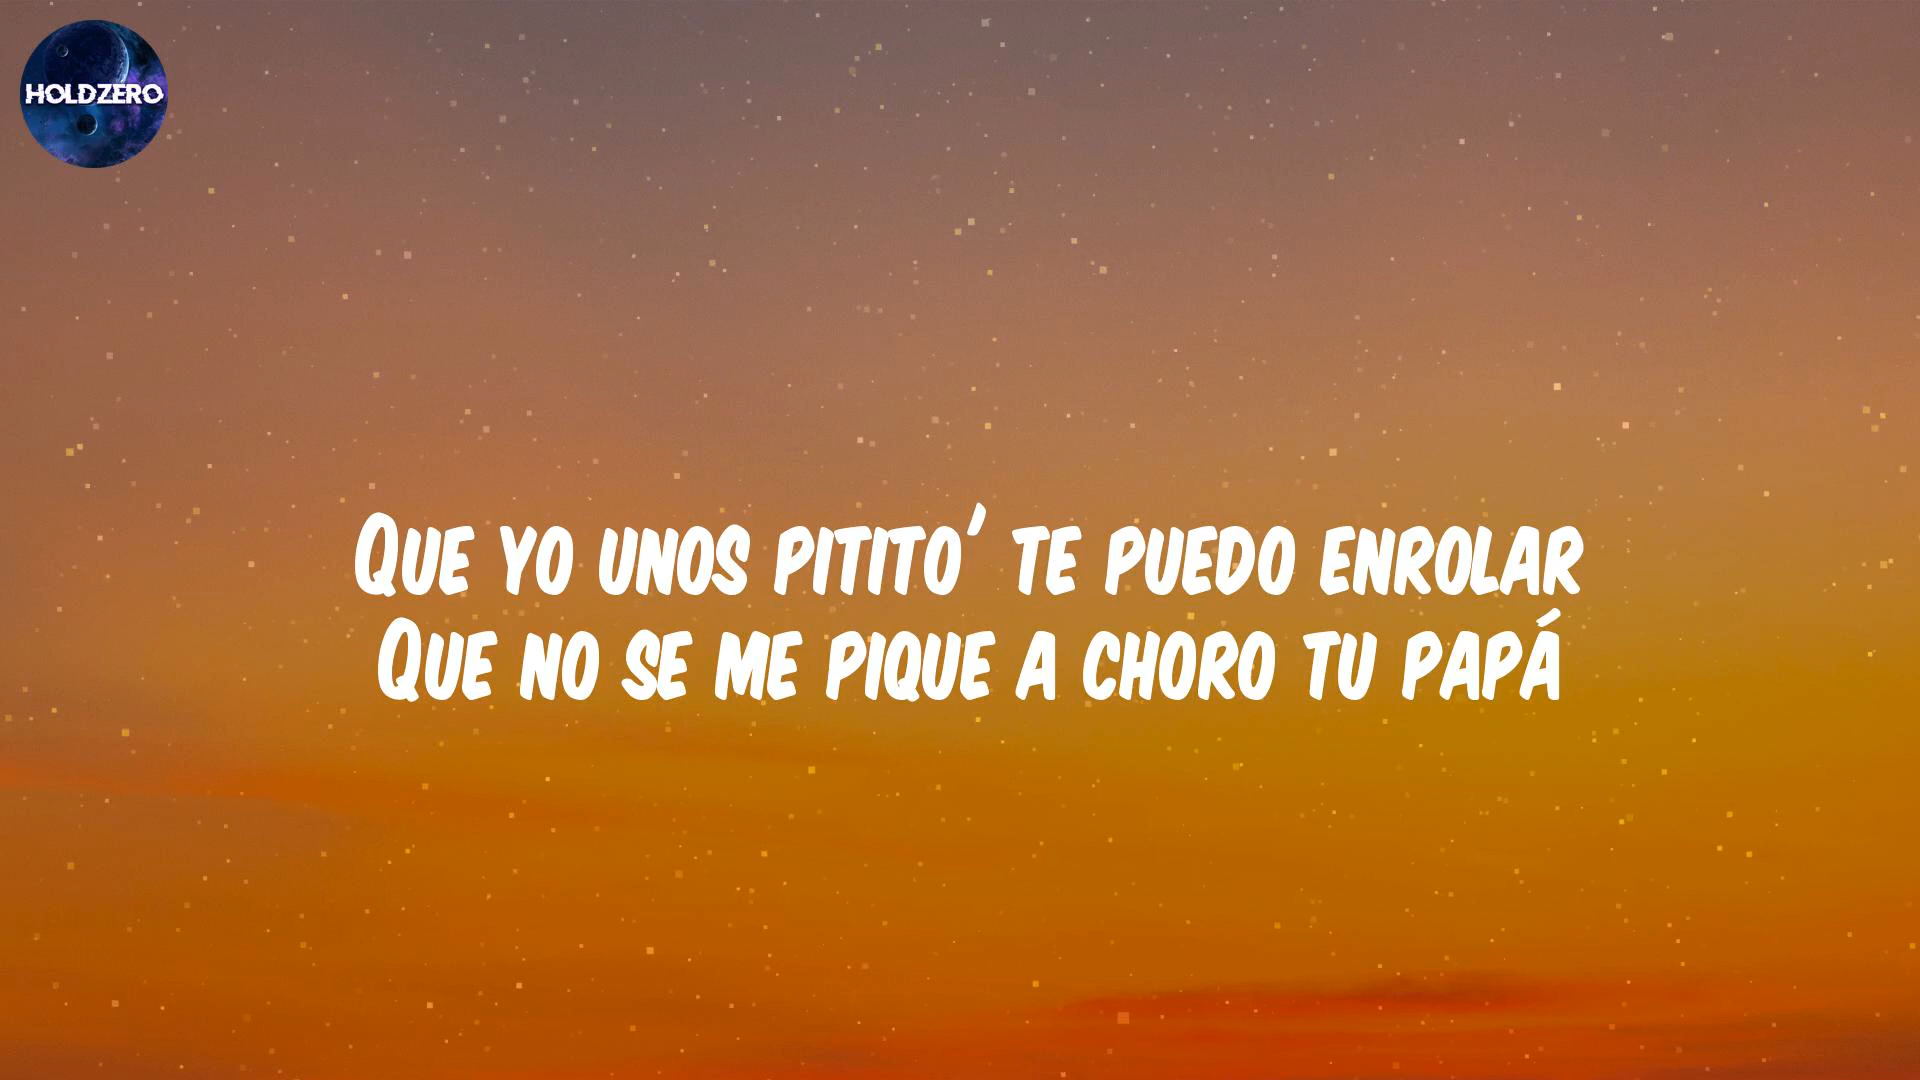 HOLDZERO
Que yo unos pitito' te puedo enrolar
Que no se me pique a choro tu papá